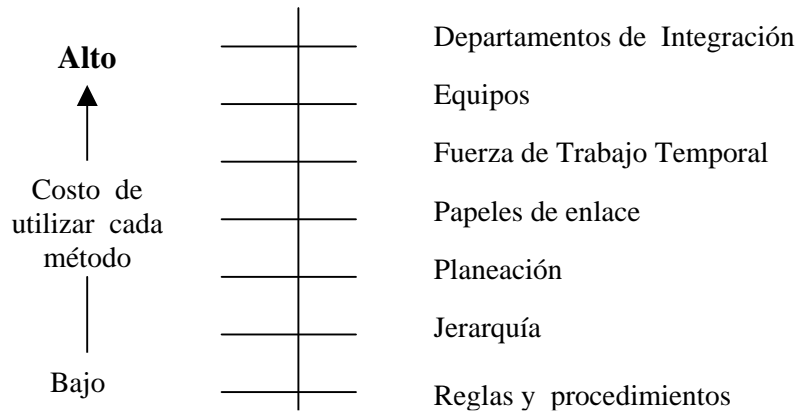 Departamentos de Integración
Alto
Equipos
Fuerza de Trabajo Temporal
Costo de
utilizar cada
método
Papeles de enlace
Planeación
Jerarquía
Bajo
Reglas y procedimientos